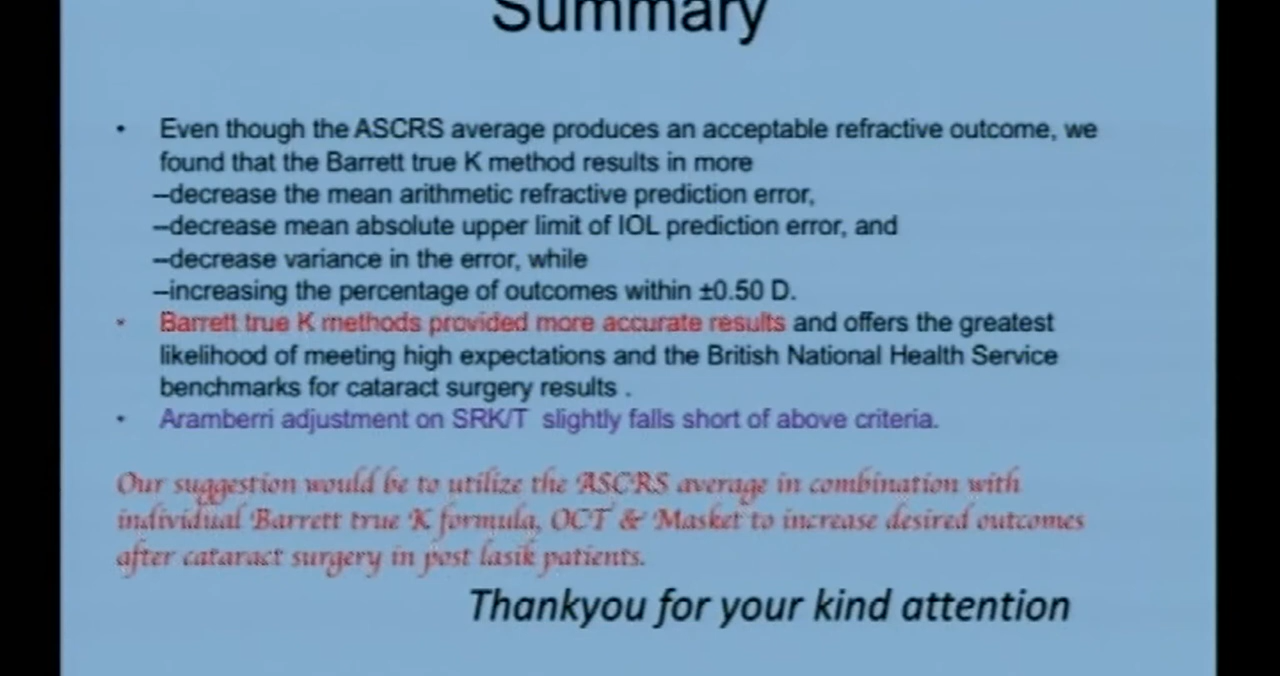 Summary
• Even though the ASCRS average produces an acceptable refractive outcome, we
found that the Barrett true K method results in more
–decrease the mean arithmetic refractive prediction error,
–decrease mean absolute upper limit of IOL prediction error, and
–decrease variance in the error, while
–increasing the percentage of outcomes within ±0.50 D.
• Barrett true K methods provided more accurate results and offers the greatest
likelihood of meeting high expectations and the British National Health Service
benchmarks for cataract surgery results .
• Aramberri adjustment on SRK/T slightly falls short of above criteria.
Our suggestion would be to utilize the ASCRS average in combination with
individual Barrett true K formula, OCT & Masket to increase desired outcomes
after cataract surgery in post lasik patients.
Thankyou for your kind attention